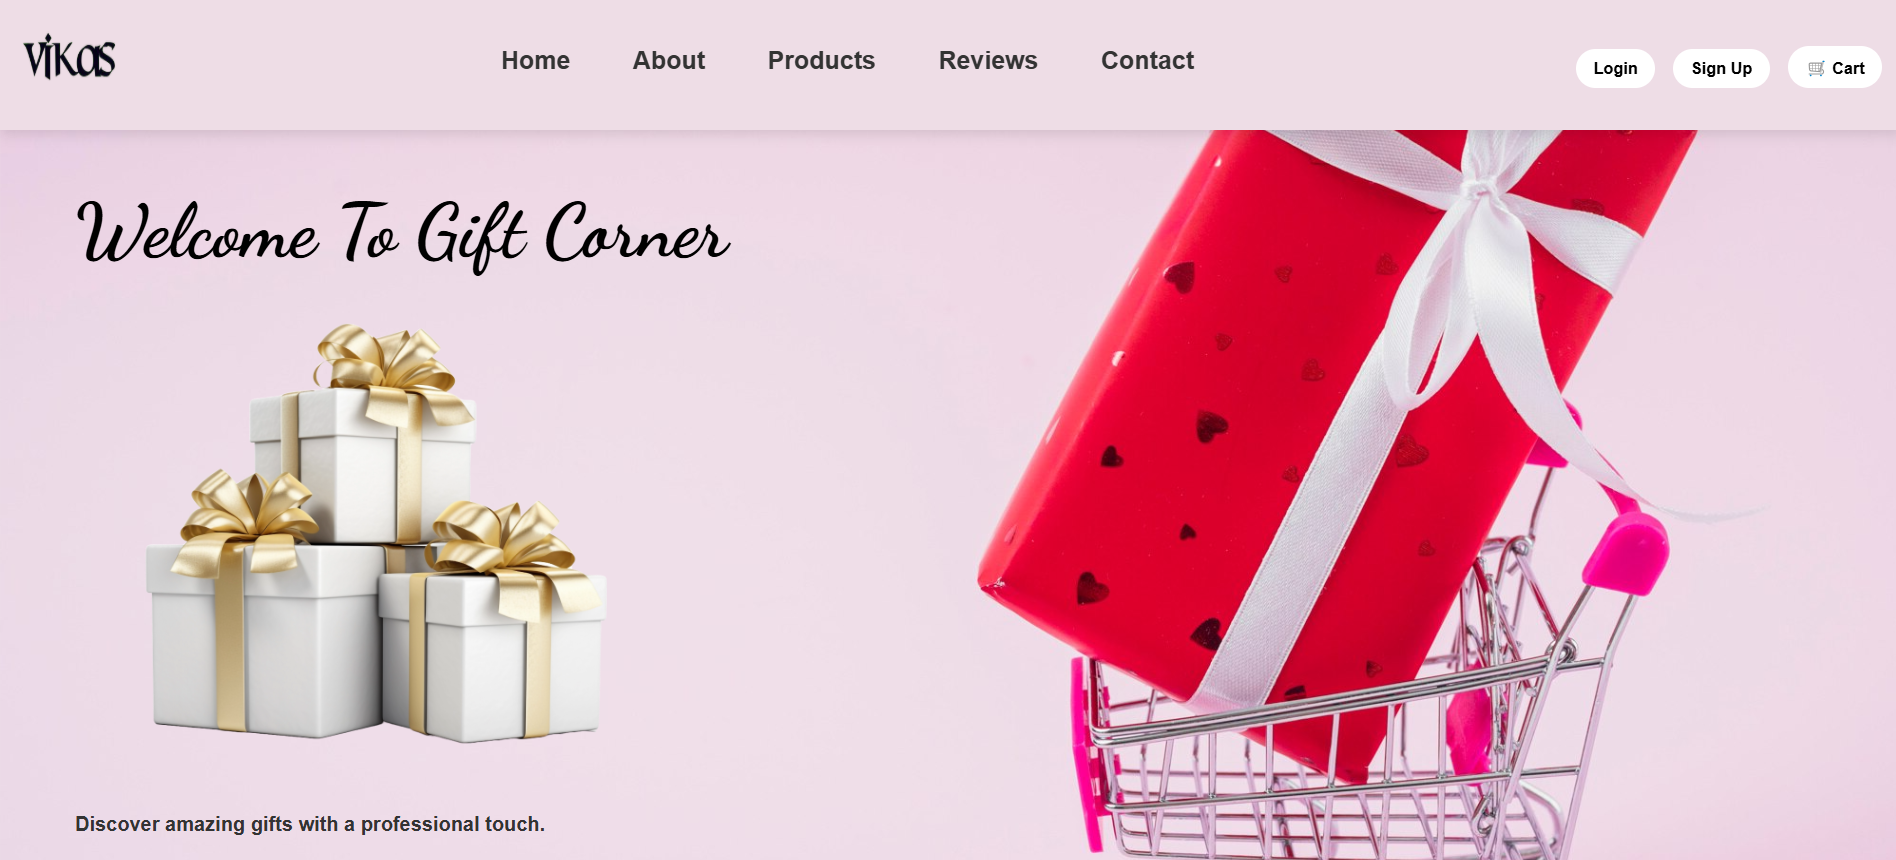 vikas
Home About Products Reviews Contact
Login Sign Up 🛒 Cart
Welcome To Gift Corner
Discover amazing gifts with a professional touch.